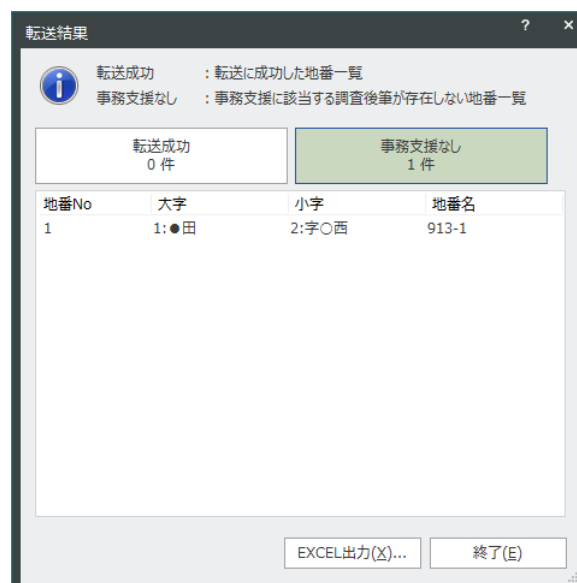 転送結果
? ×
転送成功 : 転送に成功した地番一覧
事務支援なし : 事務支援に該当する調査後筆が存在しない地番一覧
転送成功 事務支援なし
0 件 1 件
地番No 大字 小字 地番名
1 1:●田 2:字○西 913-1
EXCEL出力(X)... 終了(E)